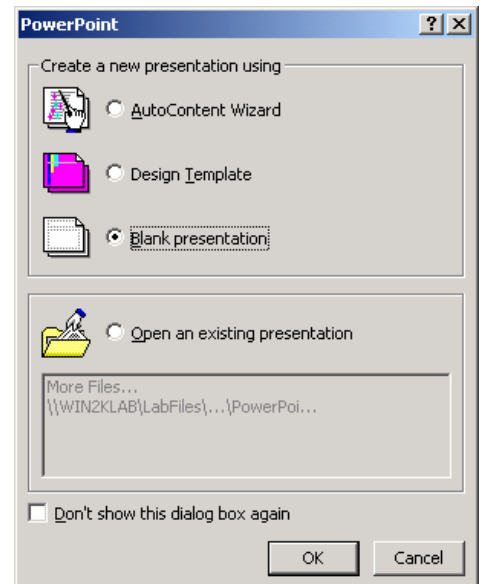 PowerPoint
Create a new presentation using
AutoContent Wizard
Design Template
Blank presentation
Open an existing presentation
More Files...
\\WIN2KLAB\LabFiles\...\PowerPoi...
Don't show this dialog box again
OK Cancel